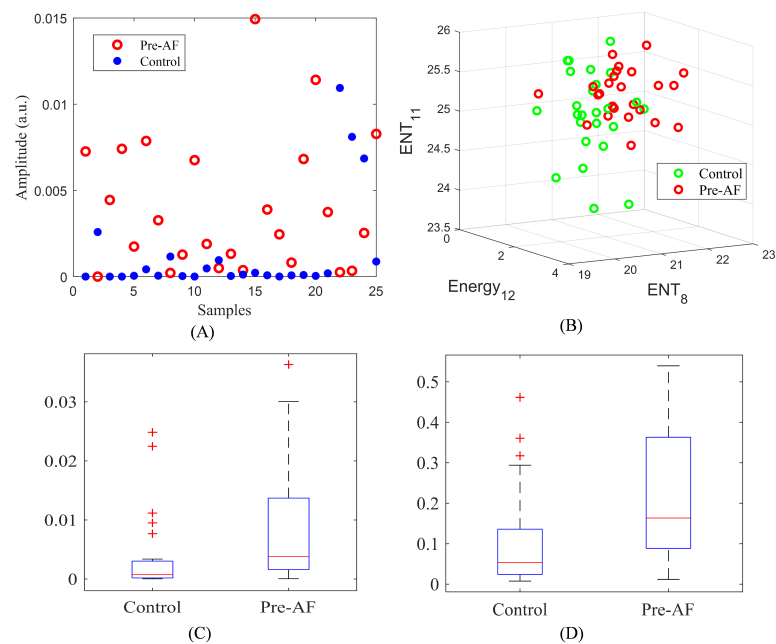 0.015
0.01
0.005
0
Amplitude (a.u.)
Pre-AF
Control
0 5 10 15 20 25
Samples
(A)
26
25.5
25
24.5
24
23.5
ENT11
Control
Pre-AF
0
2
4
Energy12
19 20 21 22 23
ENT8
(B)
0.03
0.02
0.01
0
Control Pre-AF
(C)
0.5
0.4
0.3
0.2
0.1
0
Control Pre-AF
(D)